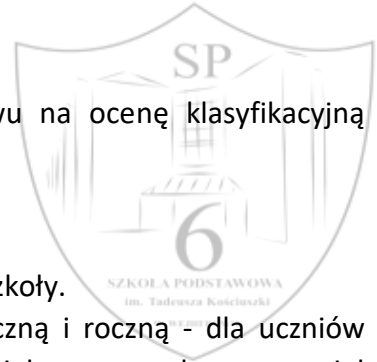 SP
wu na ocenę klasyfikacyjną
6
zkoły.
SZKOŁA PODSTAWOWA
im. Tadeusza Kościuszki
czną i roczną - dla uczniów